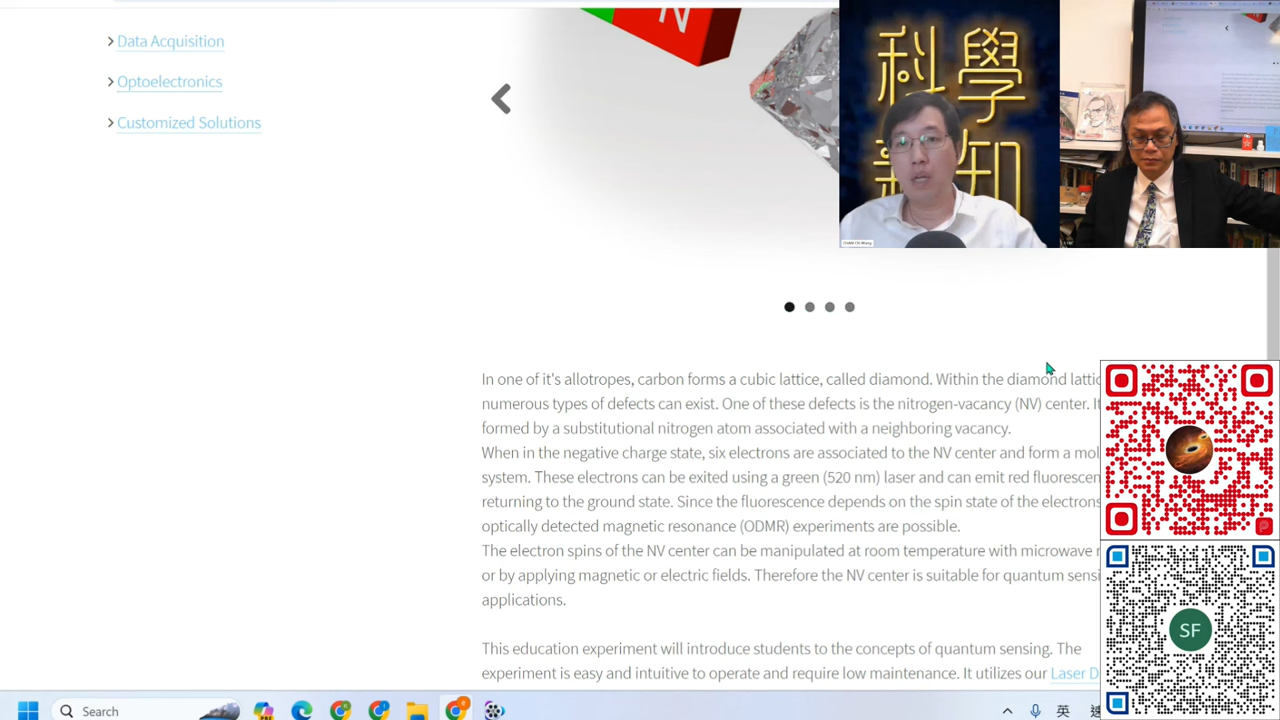 Data Acquisition
Optoelectronics
Customized Solutions
N
科學
新知
CHAN Chi Wang
In one of its allotropes, carbon forms a cubic lattice, called diamond. Within the diamond lattic
types of defects can exist. One of these defects is the nitrogen vacancy (NV) center. It
formed by a substitutional nitrogen atom associated with a neighboring vacancy.
When in the negative charge state, six electrons are assigned to the NV center and form a mol
system. These electrons can be excited using a green (520 nm) laser and can emit red fluorescen
the ground state. Since the fluorescence depends on the spin state of the electrons
optically detected magnetic resonance (ODMR) experiments are possible.
The electron spins of the NV center can be manipulated at room temperature with microwave r
or by applying magnetic or electric fields. Therefore the NV center is suitable for quantum sensi
applications.
This education experiment will introduce students to the concepts of quantum sensing. The
experiment is easy and intuitive to operate and require low maintenance. It utilizes our Laser D
SF
Search
英
速